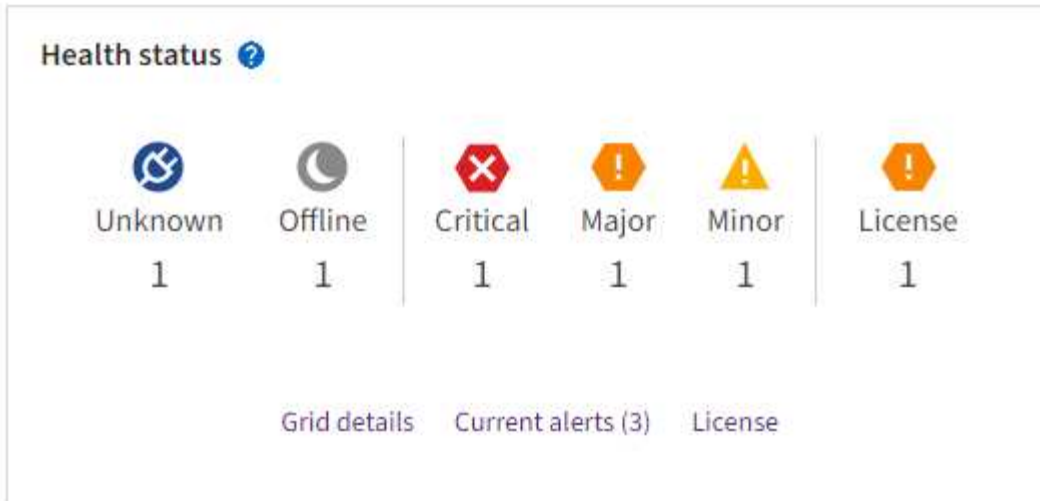 Health status ?
Unknown Offline Critical Major Minor License
1 1 1 1 1 1
Grid details Current alerts (3) License